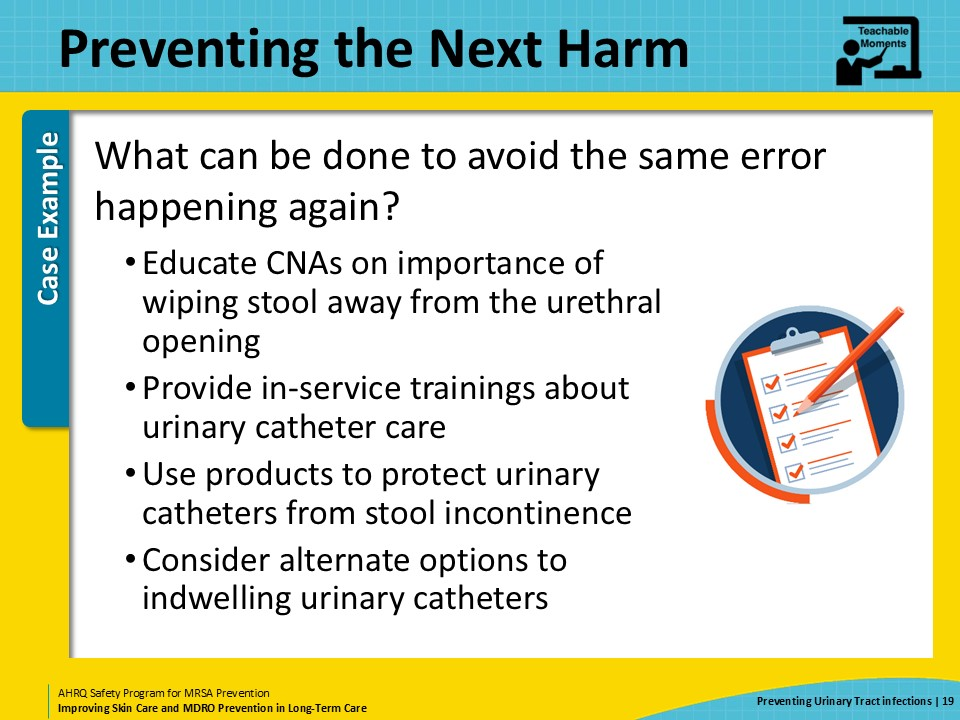 Preventing the Next Harm
Teachable
Moments
Case Example
What can be done to avoid the same error
happening again?
• Educate CNAs on importance of
wiping stool away from the urethral
opening
• Provide in-service trainings about
urinary catheter care
• Use products to protect urinary
catheters from stool incontinence
• Consider alternate options to
indwelling urinary catheters
AHRQ Safety Program for MRSA Prevention
Improving Skin Care and MDRO Prevention in Long-Term Care
Preventing Urinary Tract infections | 19